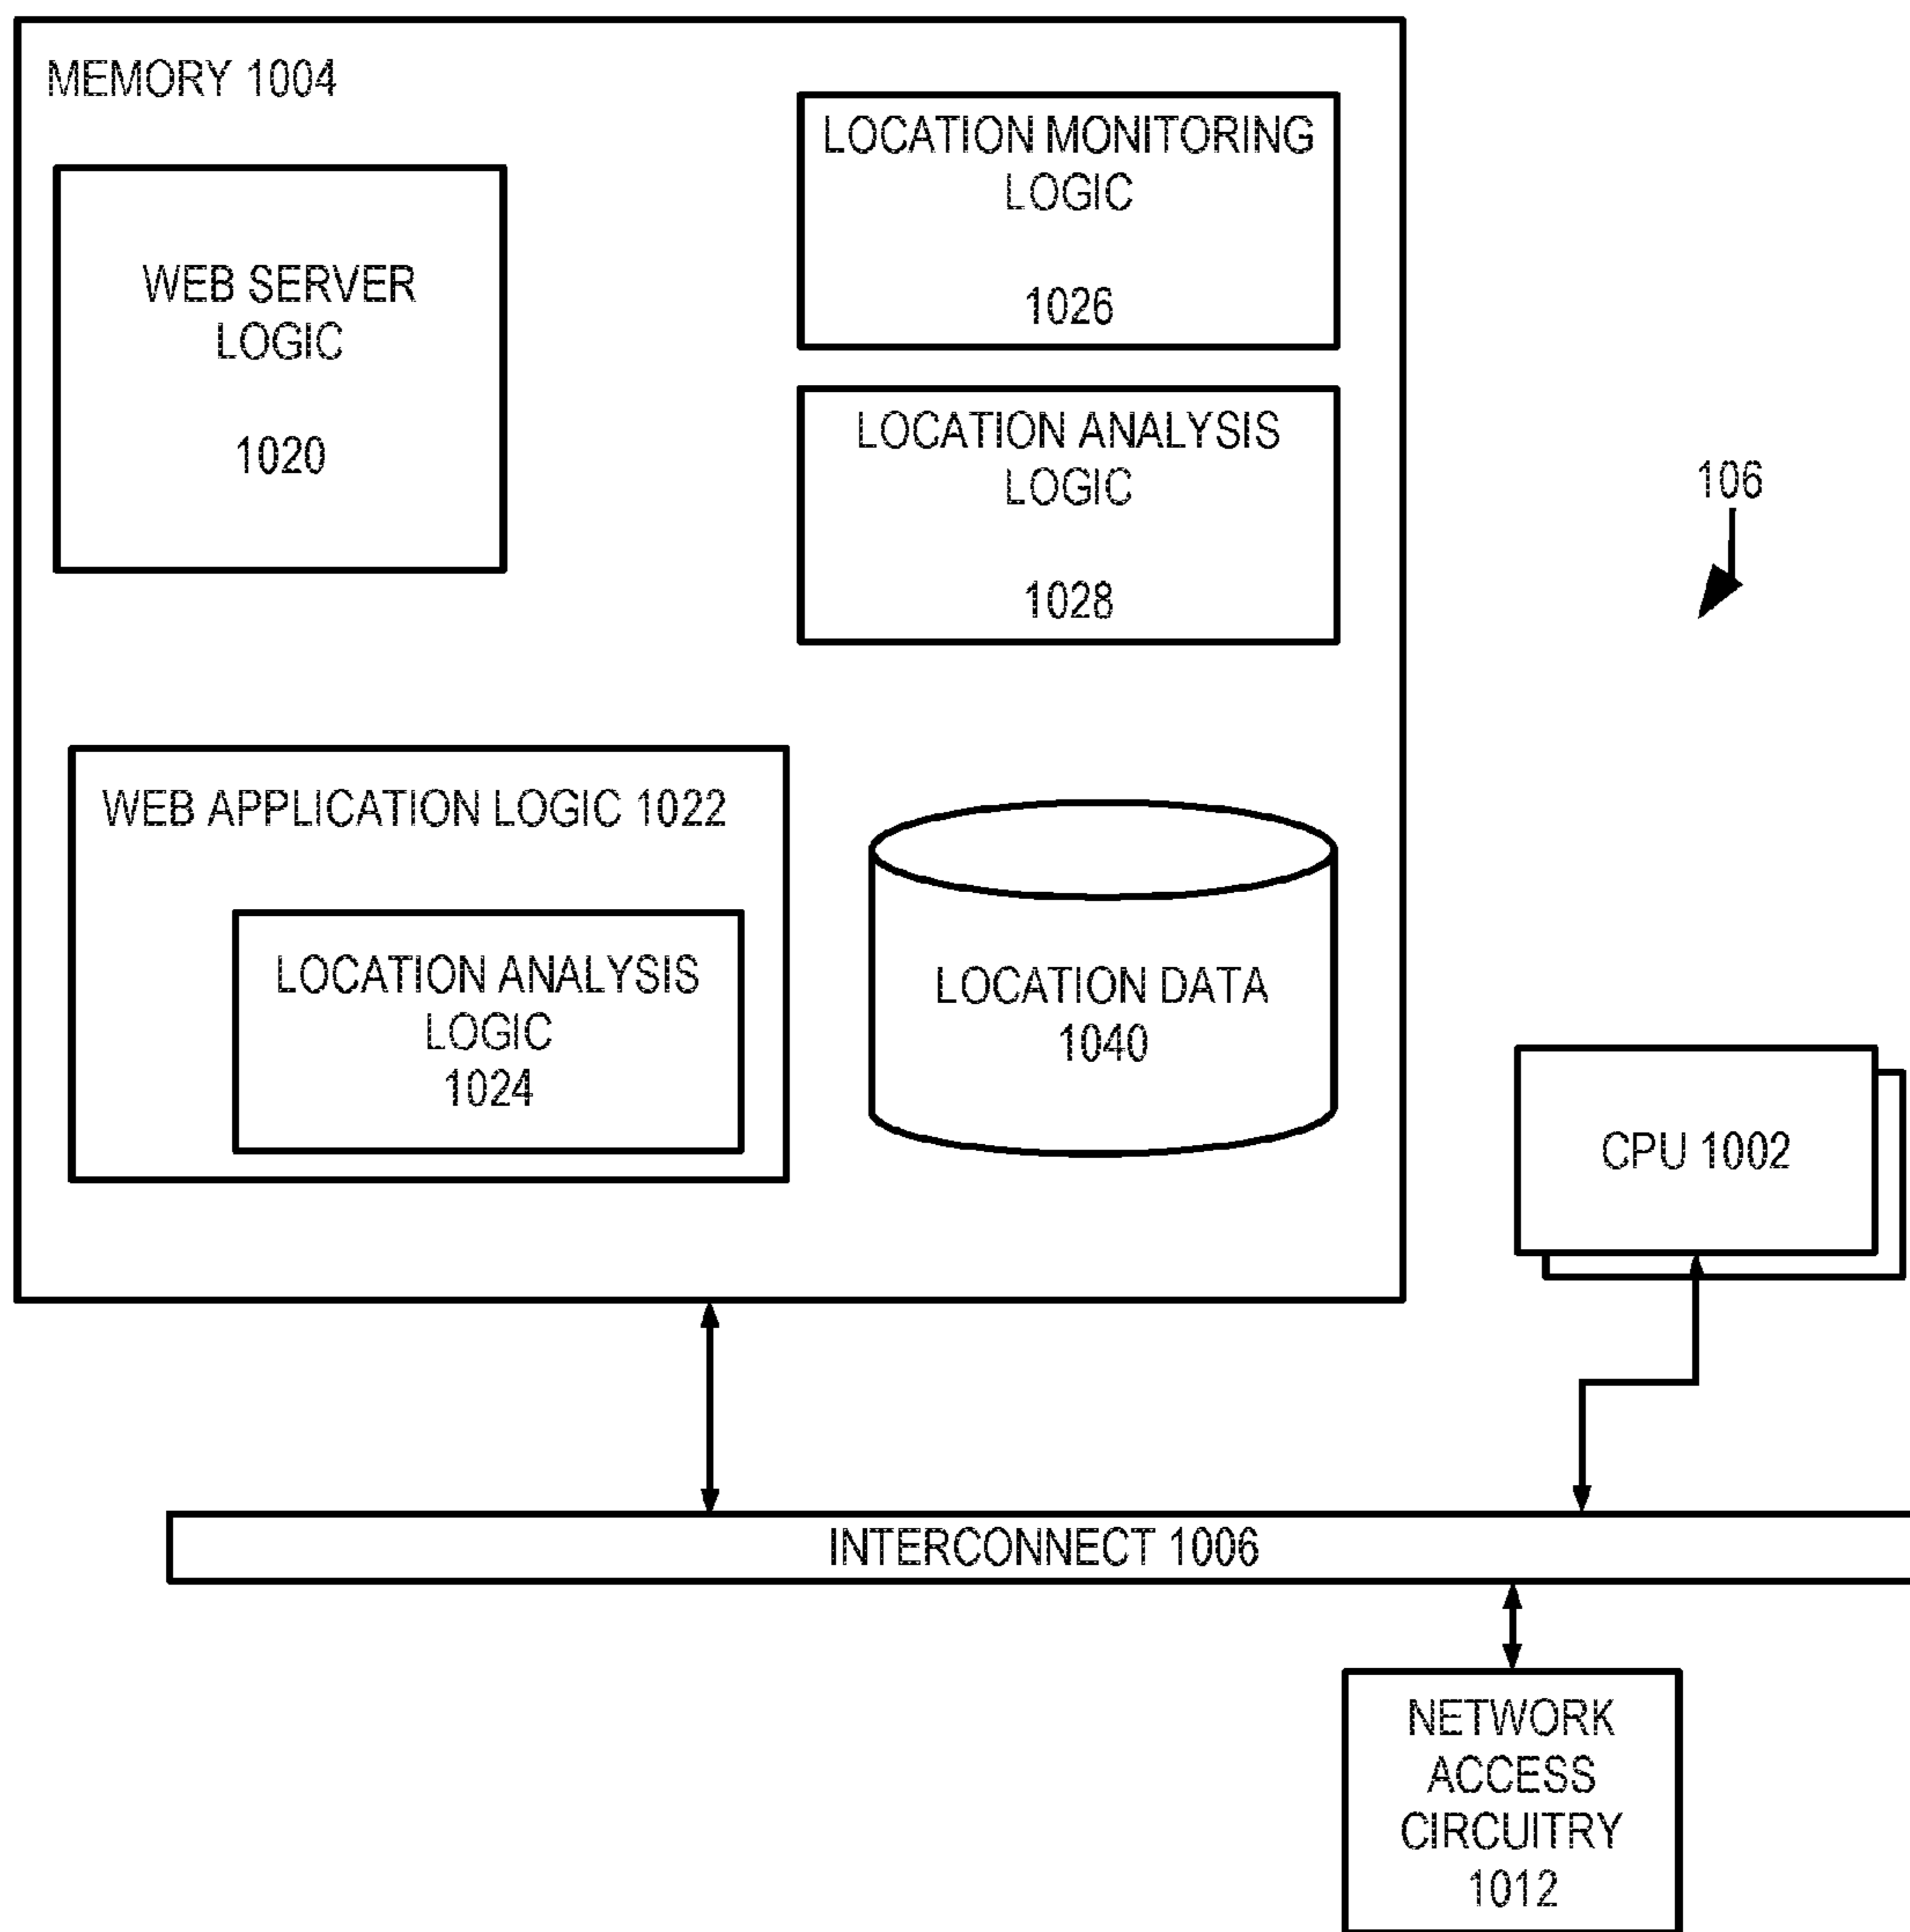 MEMORY 1004
WEB SERVER
LOGIC
1020
LOCATION MONITORING
LOGIC
1026
LOCATION ANALYSIS
LOGIC
1028
106
WEB APPLICATION LOGIC 1022
LOCATION ANALYSIS
LOGIC
1024
LOCATION DATA
1040
CPU 1002
INTERCONNECT 1006
NETWORK
ACCESS
CIRCUITRY
1012